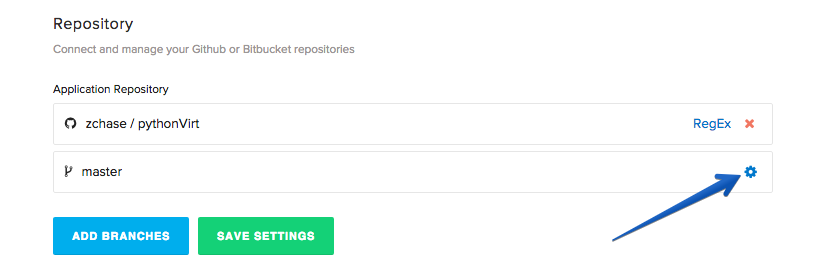 Repository
Connect and manage your Github or Bitbucket repositories
Application Repository
zchase / pythonVirt RegEx
master
ADD BRANCHES SAVE SETTINGS